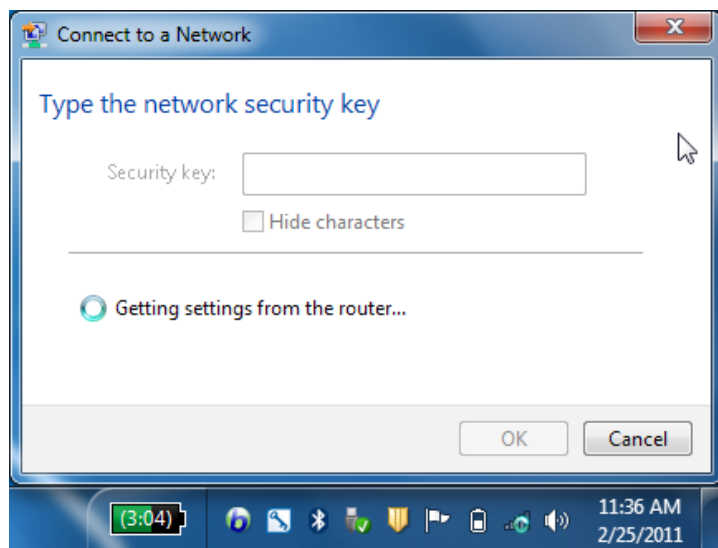 Connect to a Network
Type the network security key
Security key:
Hide characters
Getting settings from the router...
OK Cancel
(3:04)
11:36 AM
2/25/2011